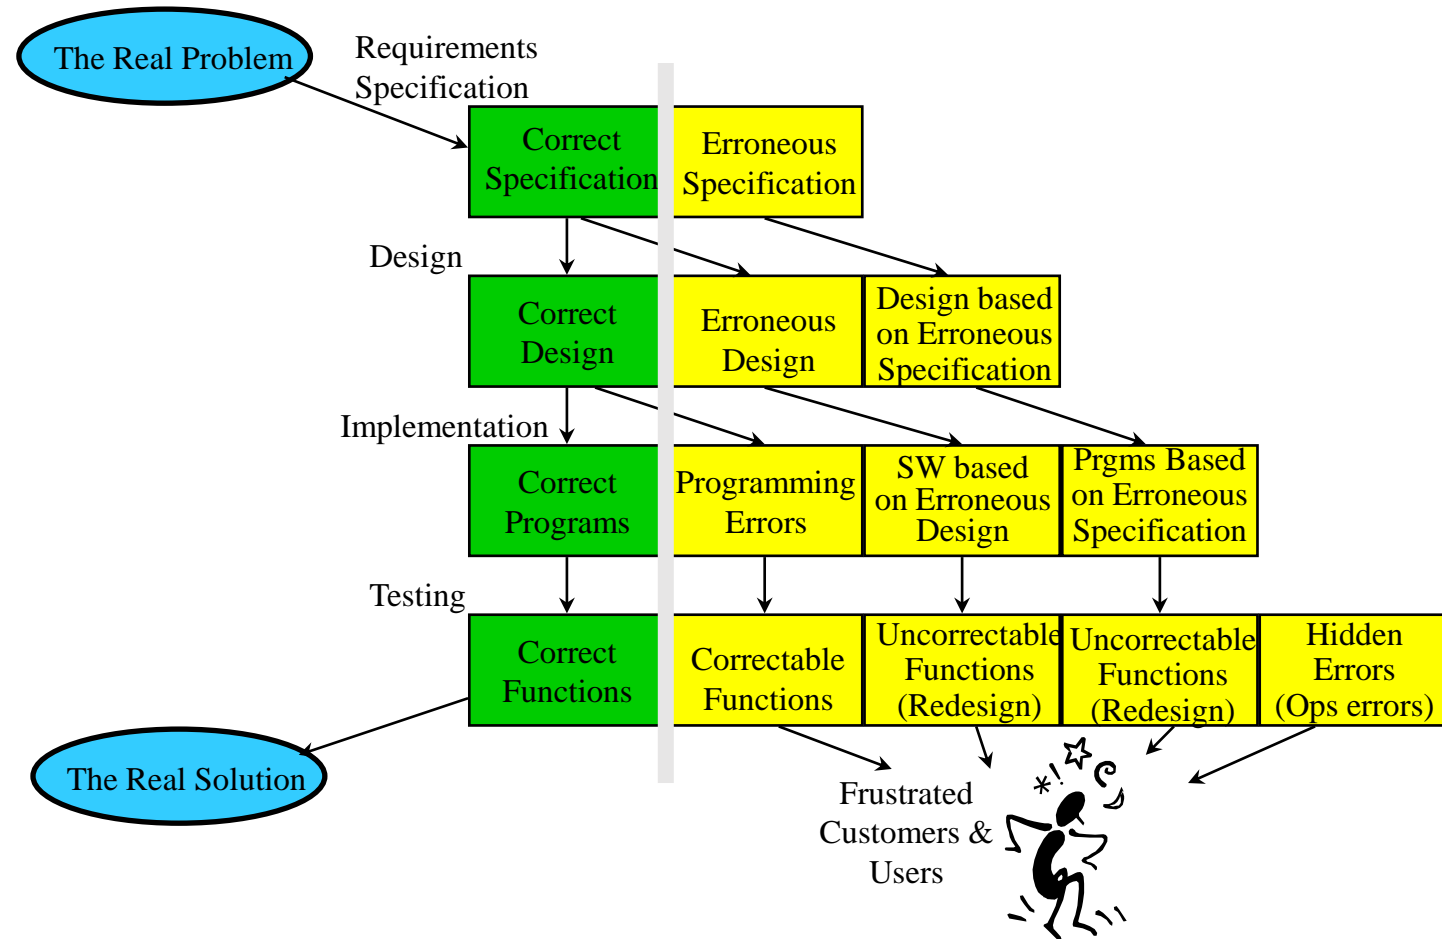 The Real Problem
Requirements
Specification
Correct
Specification
Erroneous
Specification
Design
Correct
Design
Erroneous
Design
Design based
on Erroneous
Specification
Implementation
Correct
Programs
Programming
Errors
SW based
on Erroneous
Design
Prgms Based
on Erroneous
Specification
Testing
Correct
Functions
Correctable
Functions
Uncorrectable
Functions
(Redesign)
Uncorrectable
Functions
(Redesign)
Hidden
Errors
(Ops errors)
The Real Solution
Frustrated
Customers &
Users
*!